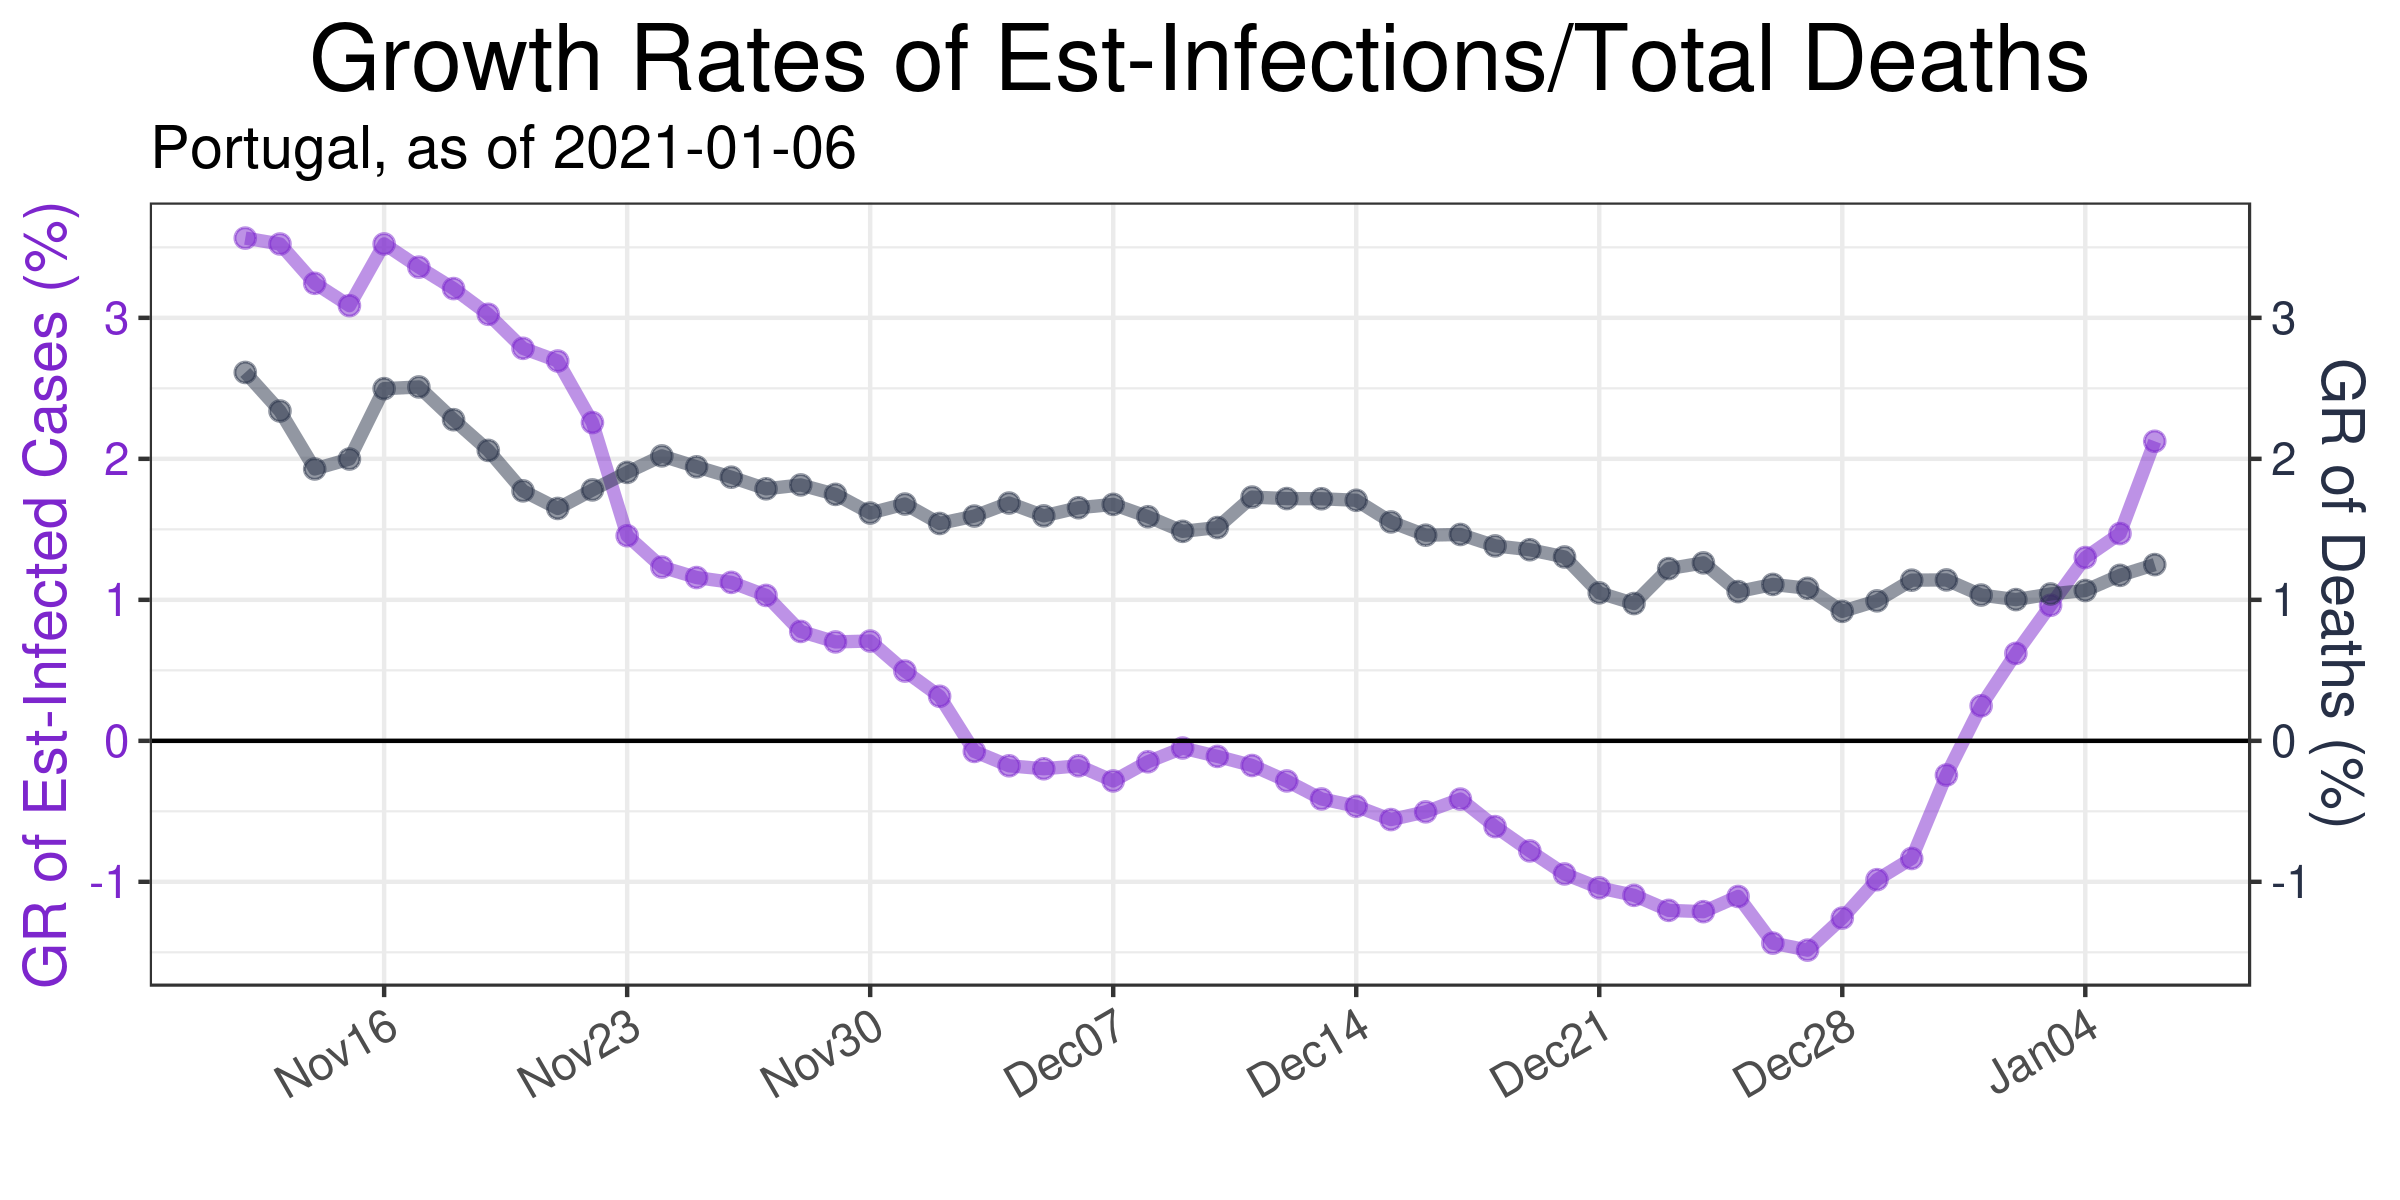 Growth Rates of Est-Infections/Total Deaths
Portugal, as of 2021-01-06
GR of Est-Infected Cases (%)
3
2
1
0
-1
3
2
1
0
-1
GR of Deaths (%)
Nov16
Nov23
Nov30
Dec07
Dec14
Dec21
Dec28
Jan04